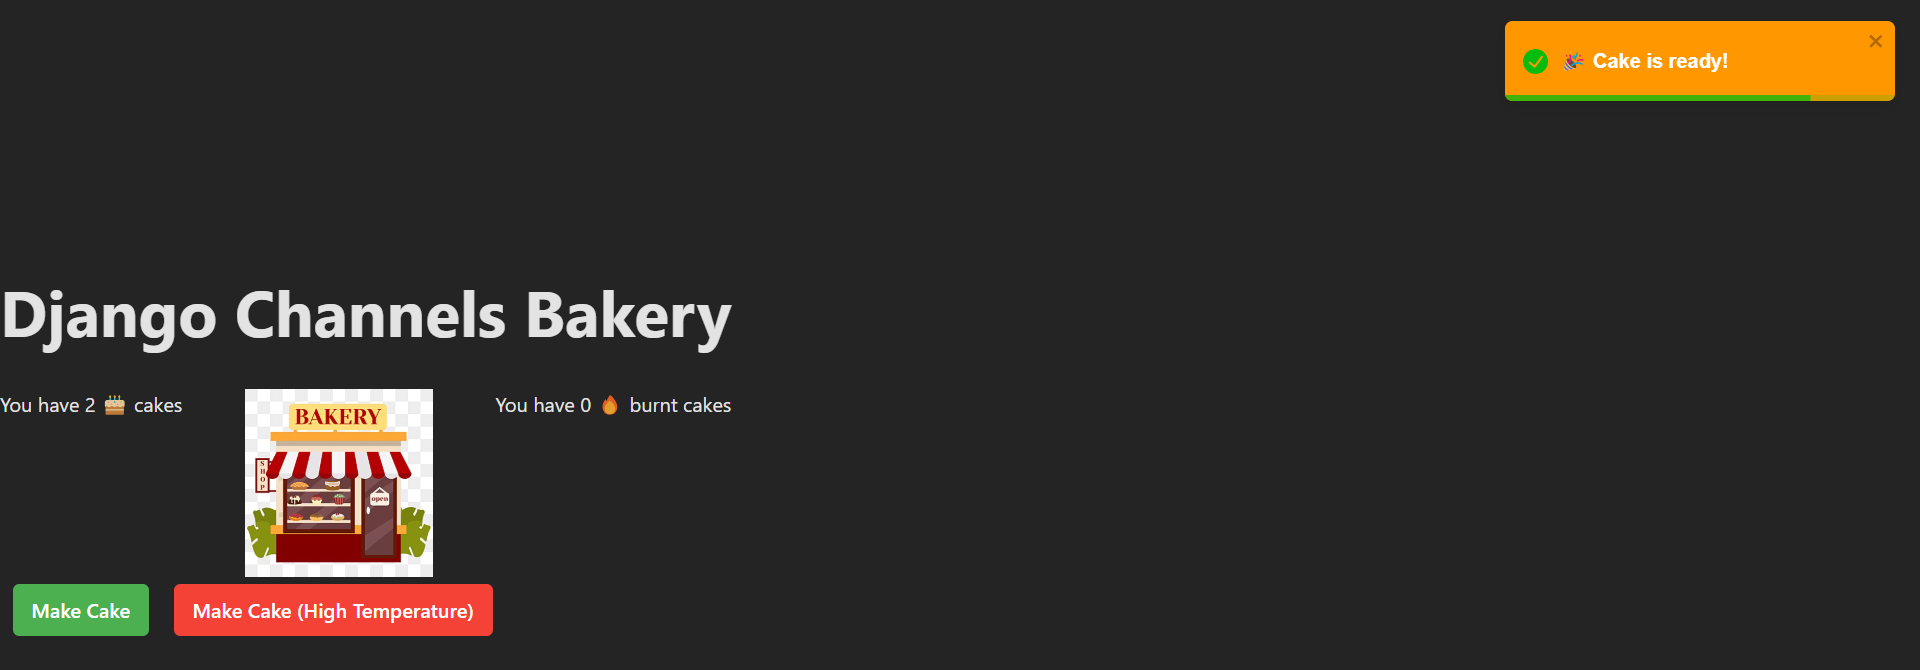 🎉 Cake is ready!
Django Channels Bakery
You have 2 🎂 cakes
BAKERY
SHOP
open
You have 0 🔥 burnt cakes
Make Cake
Make Cake (High Temperature)